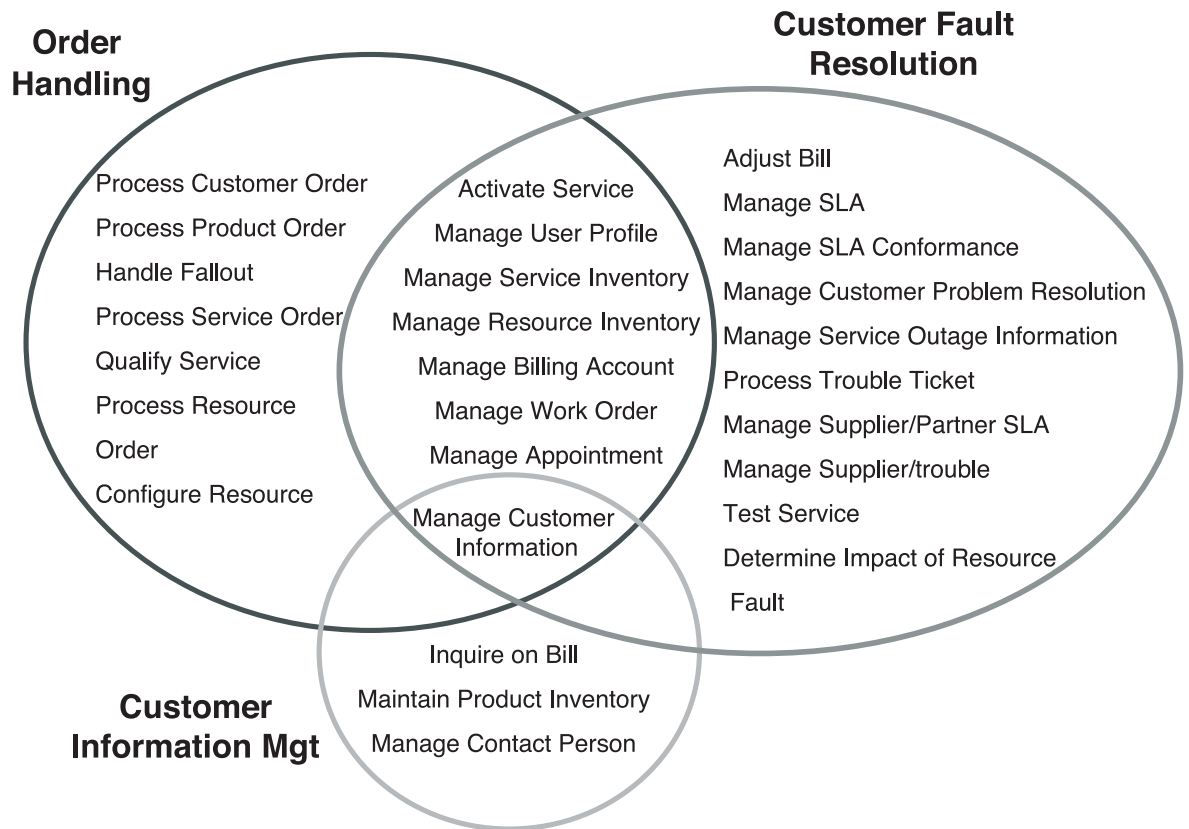 Order
Handling
Customer Fault
Resolution
Process Customer Order
Process Product Order
Handle Fallout
Process Service Order
Qualify Service
Process Resource
Order
Configure Resource
Activate Service
Manage User Profile
Manage Service Inventory
Manage Resource Inventory
Manage Billing Account
Manage Work Order
Manage Appointment
Manage Customer
Information
Adjust Bill
Manage SLA
Manage SLA Conformance
Manage Customer Problem Resolution
Manage Service Outage Information
Process Trouble Ticket
Manage Supplier/Partner SLA
Manage Supplier/trouble
Test Service
Determine Impact of Resource
Fault
Inquire on Bill
Maintain Product Inventory
Manage Contact Person
Customer
Information Mgt